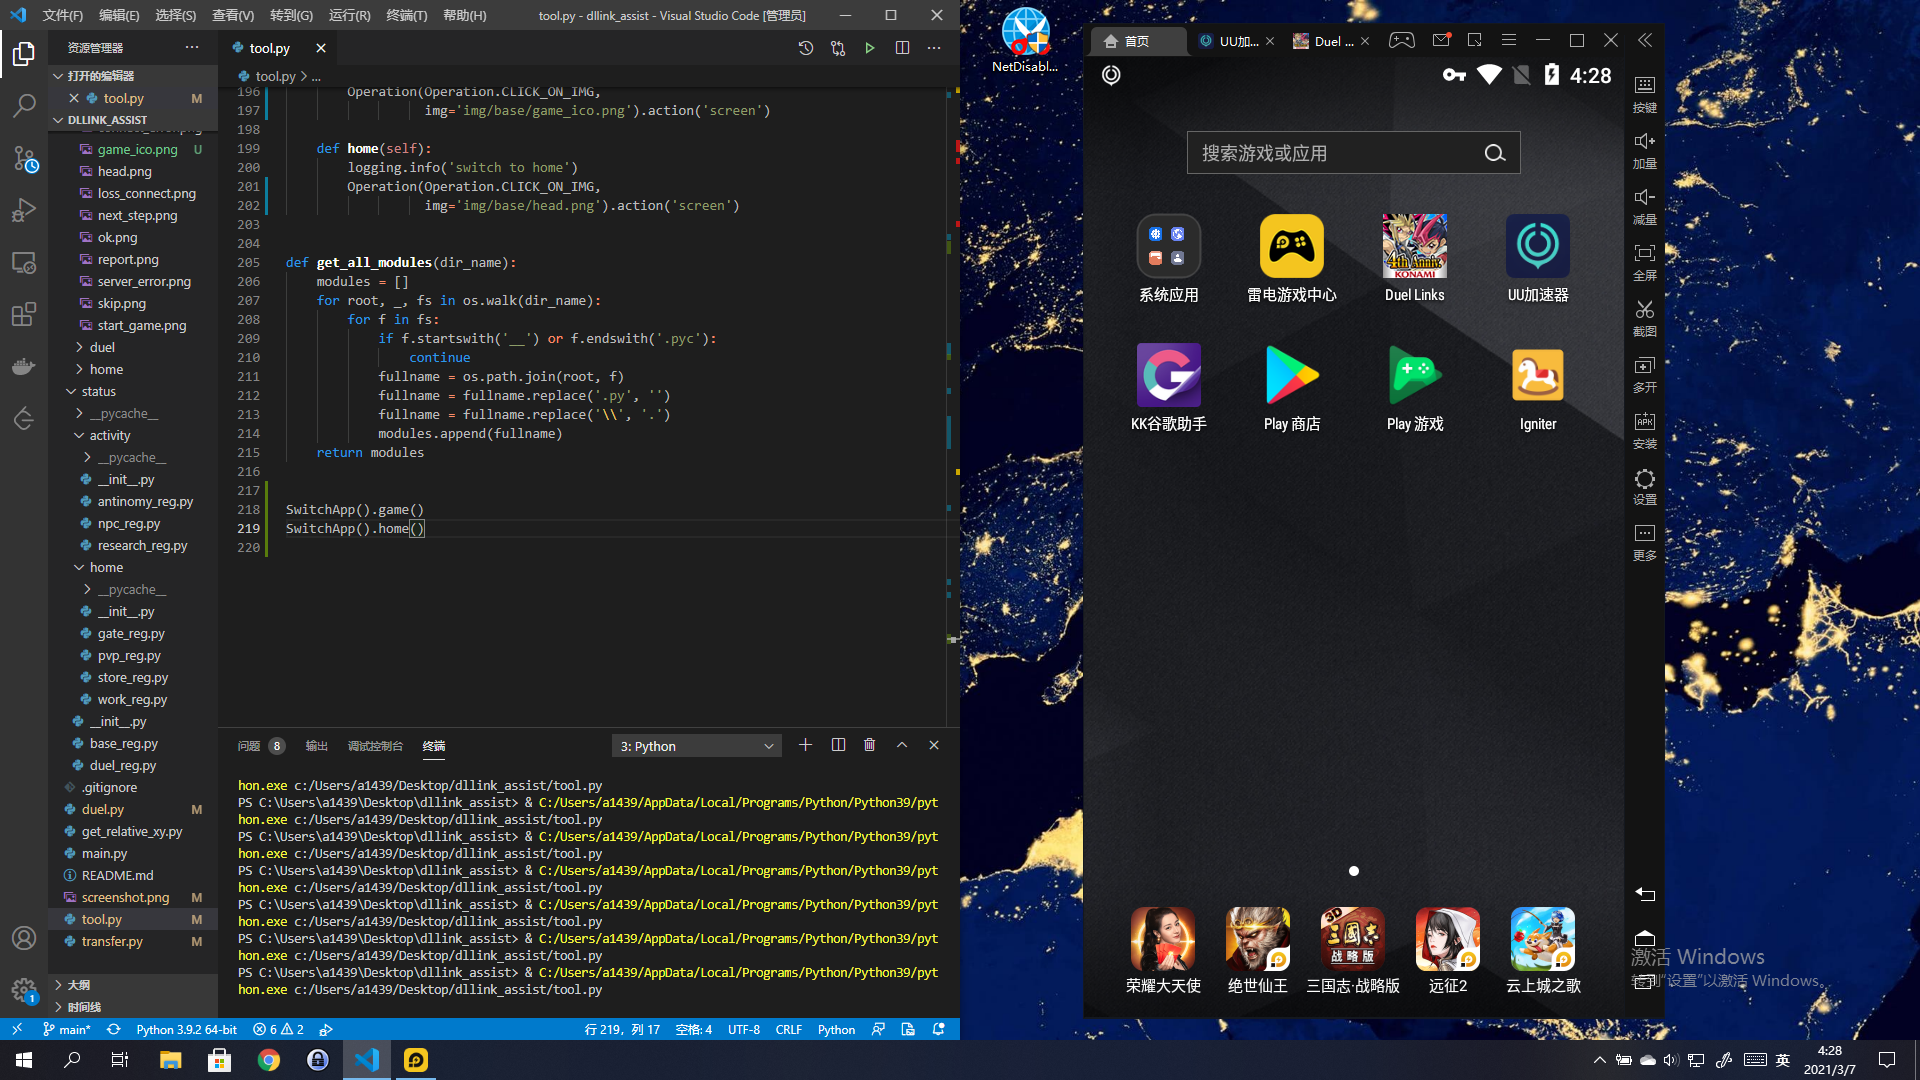 文件(F) 编辑(E) 选择(S) 查看(V) 转到(G) 运行(R) 终端(T) 帮助(H) tool.py - dllink_assist - Visual Studio Code [管理员]
资源管理器
打开的编辑器
tool.py M
DLLINK_ASSIST
game_ico.png U
head.png
loss_connect.png
next_step.png
ok.png
report.png
server_error.png
skip.png
start_game.png
duel
home
status
__pycache__
activity
__pycache__
__init__.py
antinomy_reg.py
npc_reg.py
research_reg.py
home
__pycache__
__init__.py
gate_reg.py
pvp_reg.py
store_reg.py
work_reg.py
__init__.py
base_reg.py
duel_reg.py
.gitignore
duel.py M
get_relative_xy.py
main.py
README.md
screenshot.png M
tool.py M
transfer.py M
大纲
时间线
tool.py
tool.py > ...
196 Operation(Operation.CLICK_ON_IMG,
197 img='img/base/game_ico.png').action('screen')
198
199 def home(self):
200 logging.info('switch to home')
201 Operation(Operation.CLICK_ON_IMG,
202 img='img/base/head.png').action('screen')
203
204
205 def get_all_modules(dir_name):
206 modules = []
207 for root, _, fs in os.walk(dir_name):
208 for f in fs:
209 if f.startswith('__') or f.endswith('.pyc'):
210 continue
211 fullname = os.path.join(root, f)
212 fullname = fullname.replace('.py', '')
213 fullname = fullname.replace('\\', '.')
214 modules.append(fullname)
215 return modules
216
217
218 SwitchApp().game()
219 SwitchApp().home()
220
问题 8 输出 调试控制台 终端 3: Python
hon.exe c:/Users/a1439/Desktop/dllink_assist/tool.py
PS C:\Users\a1439\Desktop\dllink_assist> & C:/Users/a1439/AppData/Local/Programs/Python/Python39/pyt
hon.exe c:/Users/a1439/Desktop/dllink_assist/tool.py
PS C:\Users\a1439\Desktop\dllink_assist> & C:/Users/a1439/AppData/Local/Programs/Python/Python39/pyt
hon.exe c:/Users/a1439/Desktop/dllink_assist/tool.py
PS C:\Users\a1439\Desktop\dllink_assist> & C:/Users/a1439/AppData/Local/Programs/Python/Python39/pyt
hon.exe c:/Users/a1439/Desktop/dllink_assist/tool.py
PS C:\Users\a1439\Desktop\dllink_assist> & C:/Users/a1439/AppData/Local/Programs/Python/Python39/pyt
hon.exe c:/Users/a1439/Desktop/dllink_assist/tool.py
PS C:\Users\a1439\Desktop\dllink_assist> & C:/Users/a1439/AppData/Local/Programs/Python/Python39/pyt
hon.exe c:/Users/a1439/Desktop/dllink_assist/tool.py
PS C:\Users\a1439\Desktop\dllink_assist> & C:/Users/a1439/AppData/Local/Programs/Python/Python39/pyt
hon.exe c:/Users/a1439/Desktop/dllink_assist/tool.py
1 main* Python 3.9.2 64-bit 6 2 行 219，列 17 空格: 4 UTF-8 CRLF Python
NetDisabl...
首页 UU加... Duel ...
4:28
搜索游戏或应用
4th Anniv.
KONAMI
系统应用 雷电游戏中心 Duel Links UU加速器
KK谷歌助手 Play 商店 Play 游戏 Igniter
3D
三國志
战略版
荣耀大天使 绝世仙王 三国志·战略版 远征2 云上城之歌
按键
加量
减量
全屏
截图
多开
APK
安装
设置
更多
激活 Windows
转到"设置"以激活 Windows。
英 4:28
2021/3/7